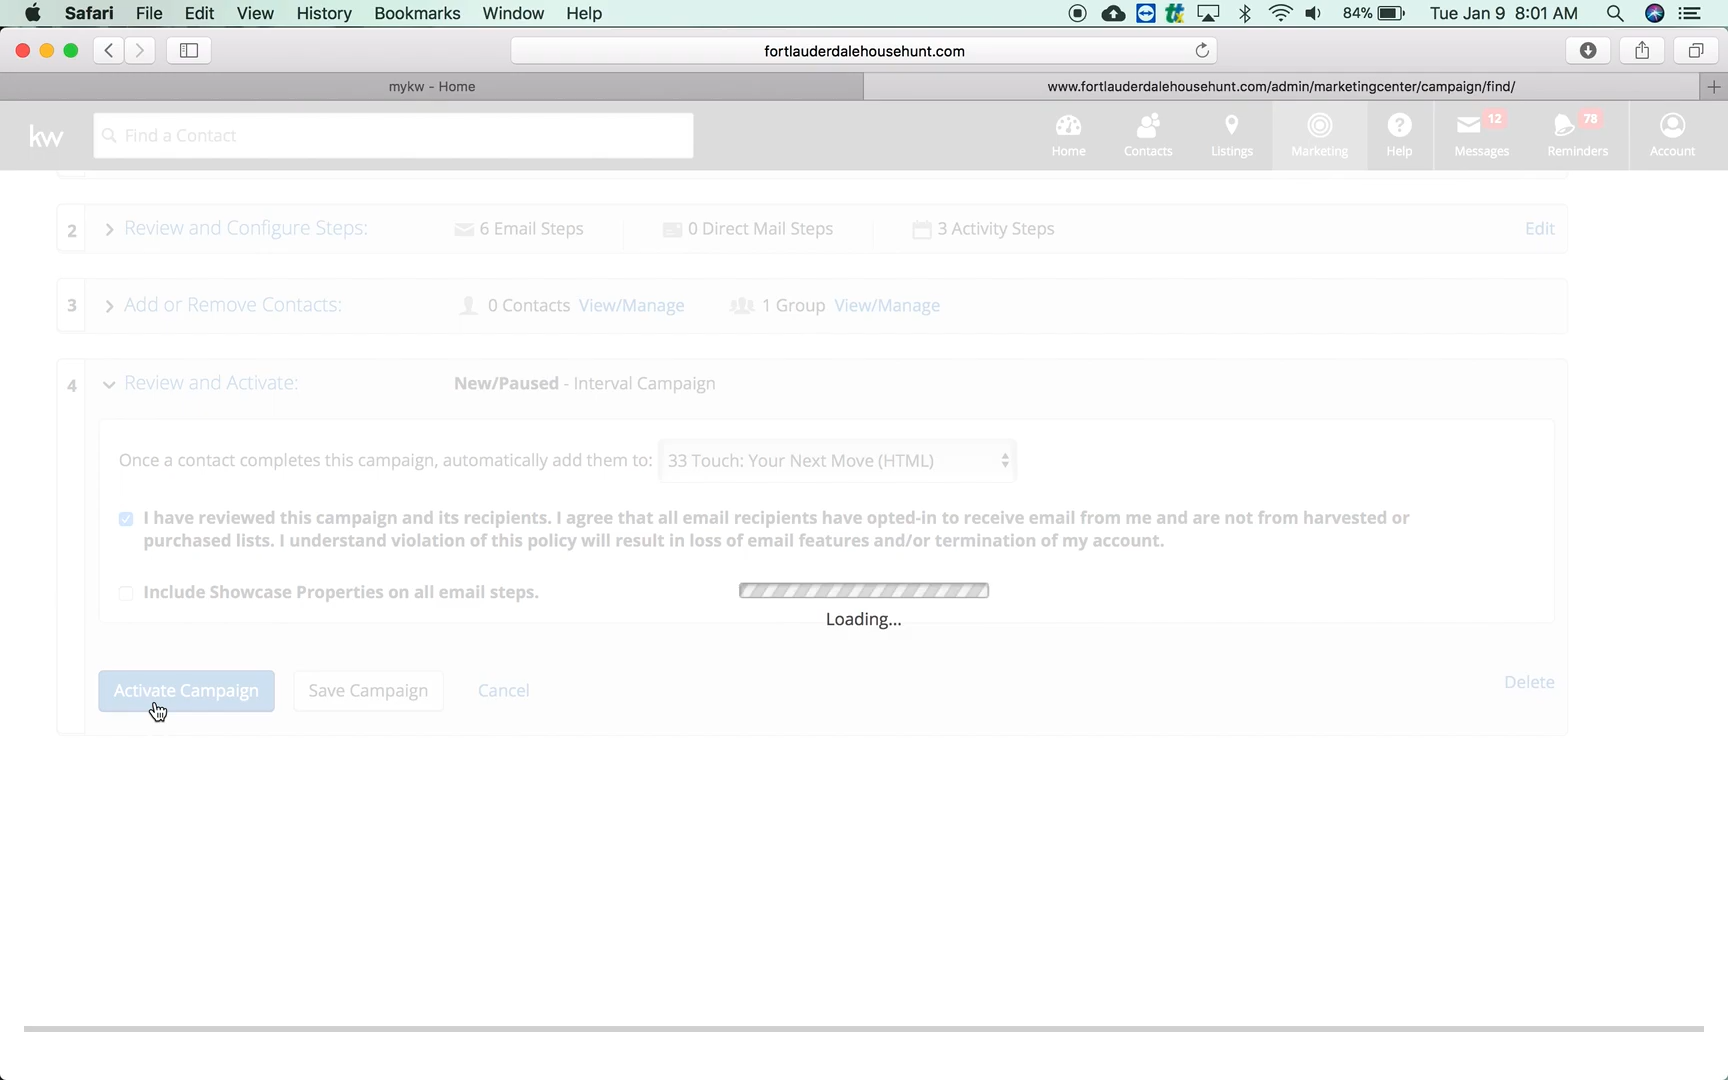 Safari File Edit View History Bookmarks Window Help 84% Tue Jan 9 8:01 AM
fortlauderdalehousehunt.com
mykw - Home www.fortlauderdalehousehunt.com/admin/marketingcenter/campaign/find/
kw Find a Contact Home Contacts Listings Marketing Help 12 Messages 78 Reminders Account
2 Review and Configure Steps: 6 Email Steps 0 Direct Mail Steps 3 Activity Steps Edit
3 Add or Remove Contacts: 0 Contacts View/Manage 1 Group View/Manage
4 Review and Activate: New/Paused - Interval Campaign
Once a contact completes this campaign, automatically add them to: 33 Touch: Your Next Move (HTML)
I have reviewed this campaign and its recipients. I agree that all email recipients have opted-in to receive email from me and are not from harvested or
purchased lists. I understand violation of this policy will result in loss of email features and/or termination of my account.
Include Showcase Properties on all email steps.
Loading...
Activate Campaign Save Campaign Cancel Delete